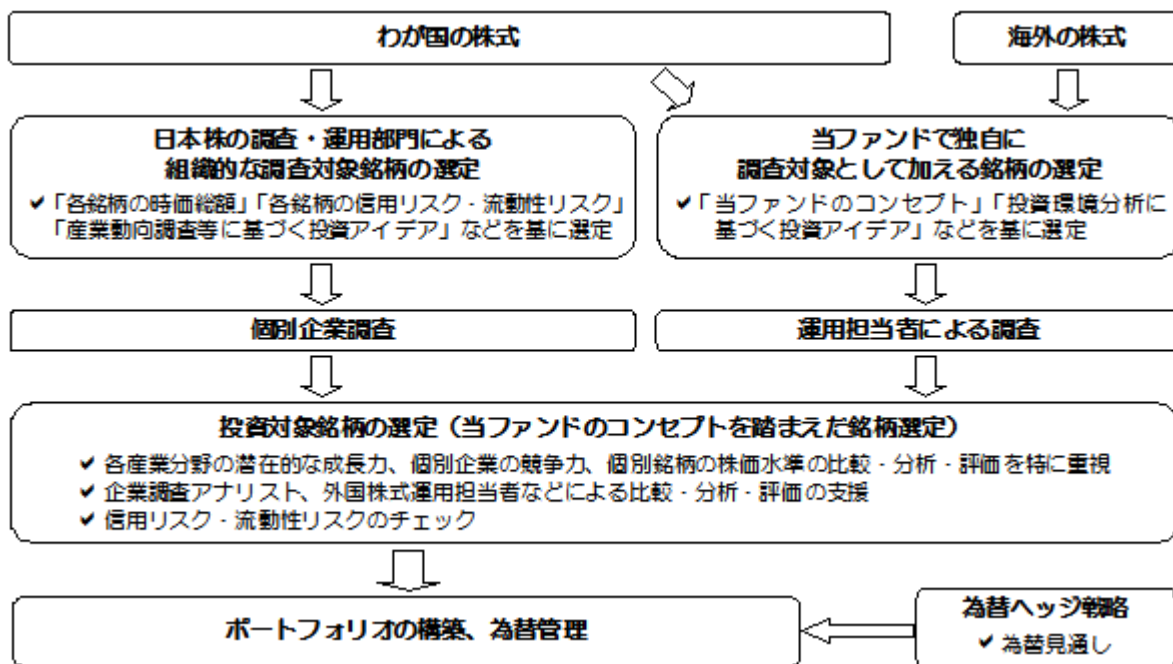 わが国の株式
海外の株式
日本株の調査・運用部門による
組織的な調査対象銘柄の選定
✔「各銘柄の時価総額」「各銘柄の信用リスク・流動性リスク」
「産業動向調査等に基づく投資アイデア」などを基に選定
当ファンドで独自に
調査対象として加える銘柄の選定
✔「当ファンドのコンセプト」「投資環境分析に
基づく投資アイデア」などを基に選定
個別企業調査
運用担当者による調査
投資対象銘柄の選定（当ファンドのコンセプトを踏まえた銘柄選定）
✔ 各産業分野の潜在的な成長力、個別企業の競争力、個別銘柄の株価水準の比較・分析・評価を特に重視
✔ 企業調査アナリスト、外国株式運用担当者などによる比較・分析・評価の支援
✔ 信用リスク・流動性リスクのチェック
ポートフォリオの構築、為替管理
為替ヘッジ戦略
✔ 為替見通し